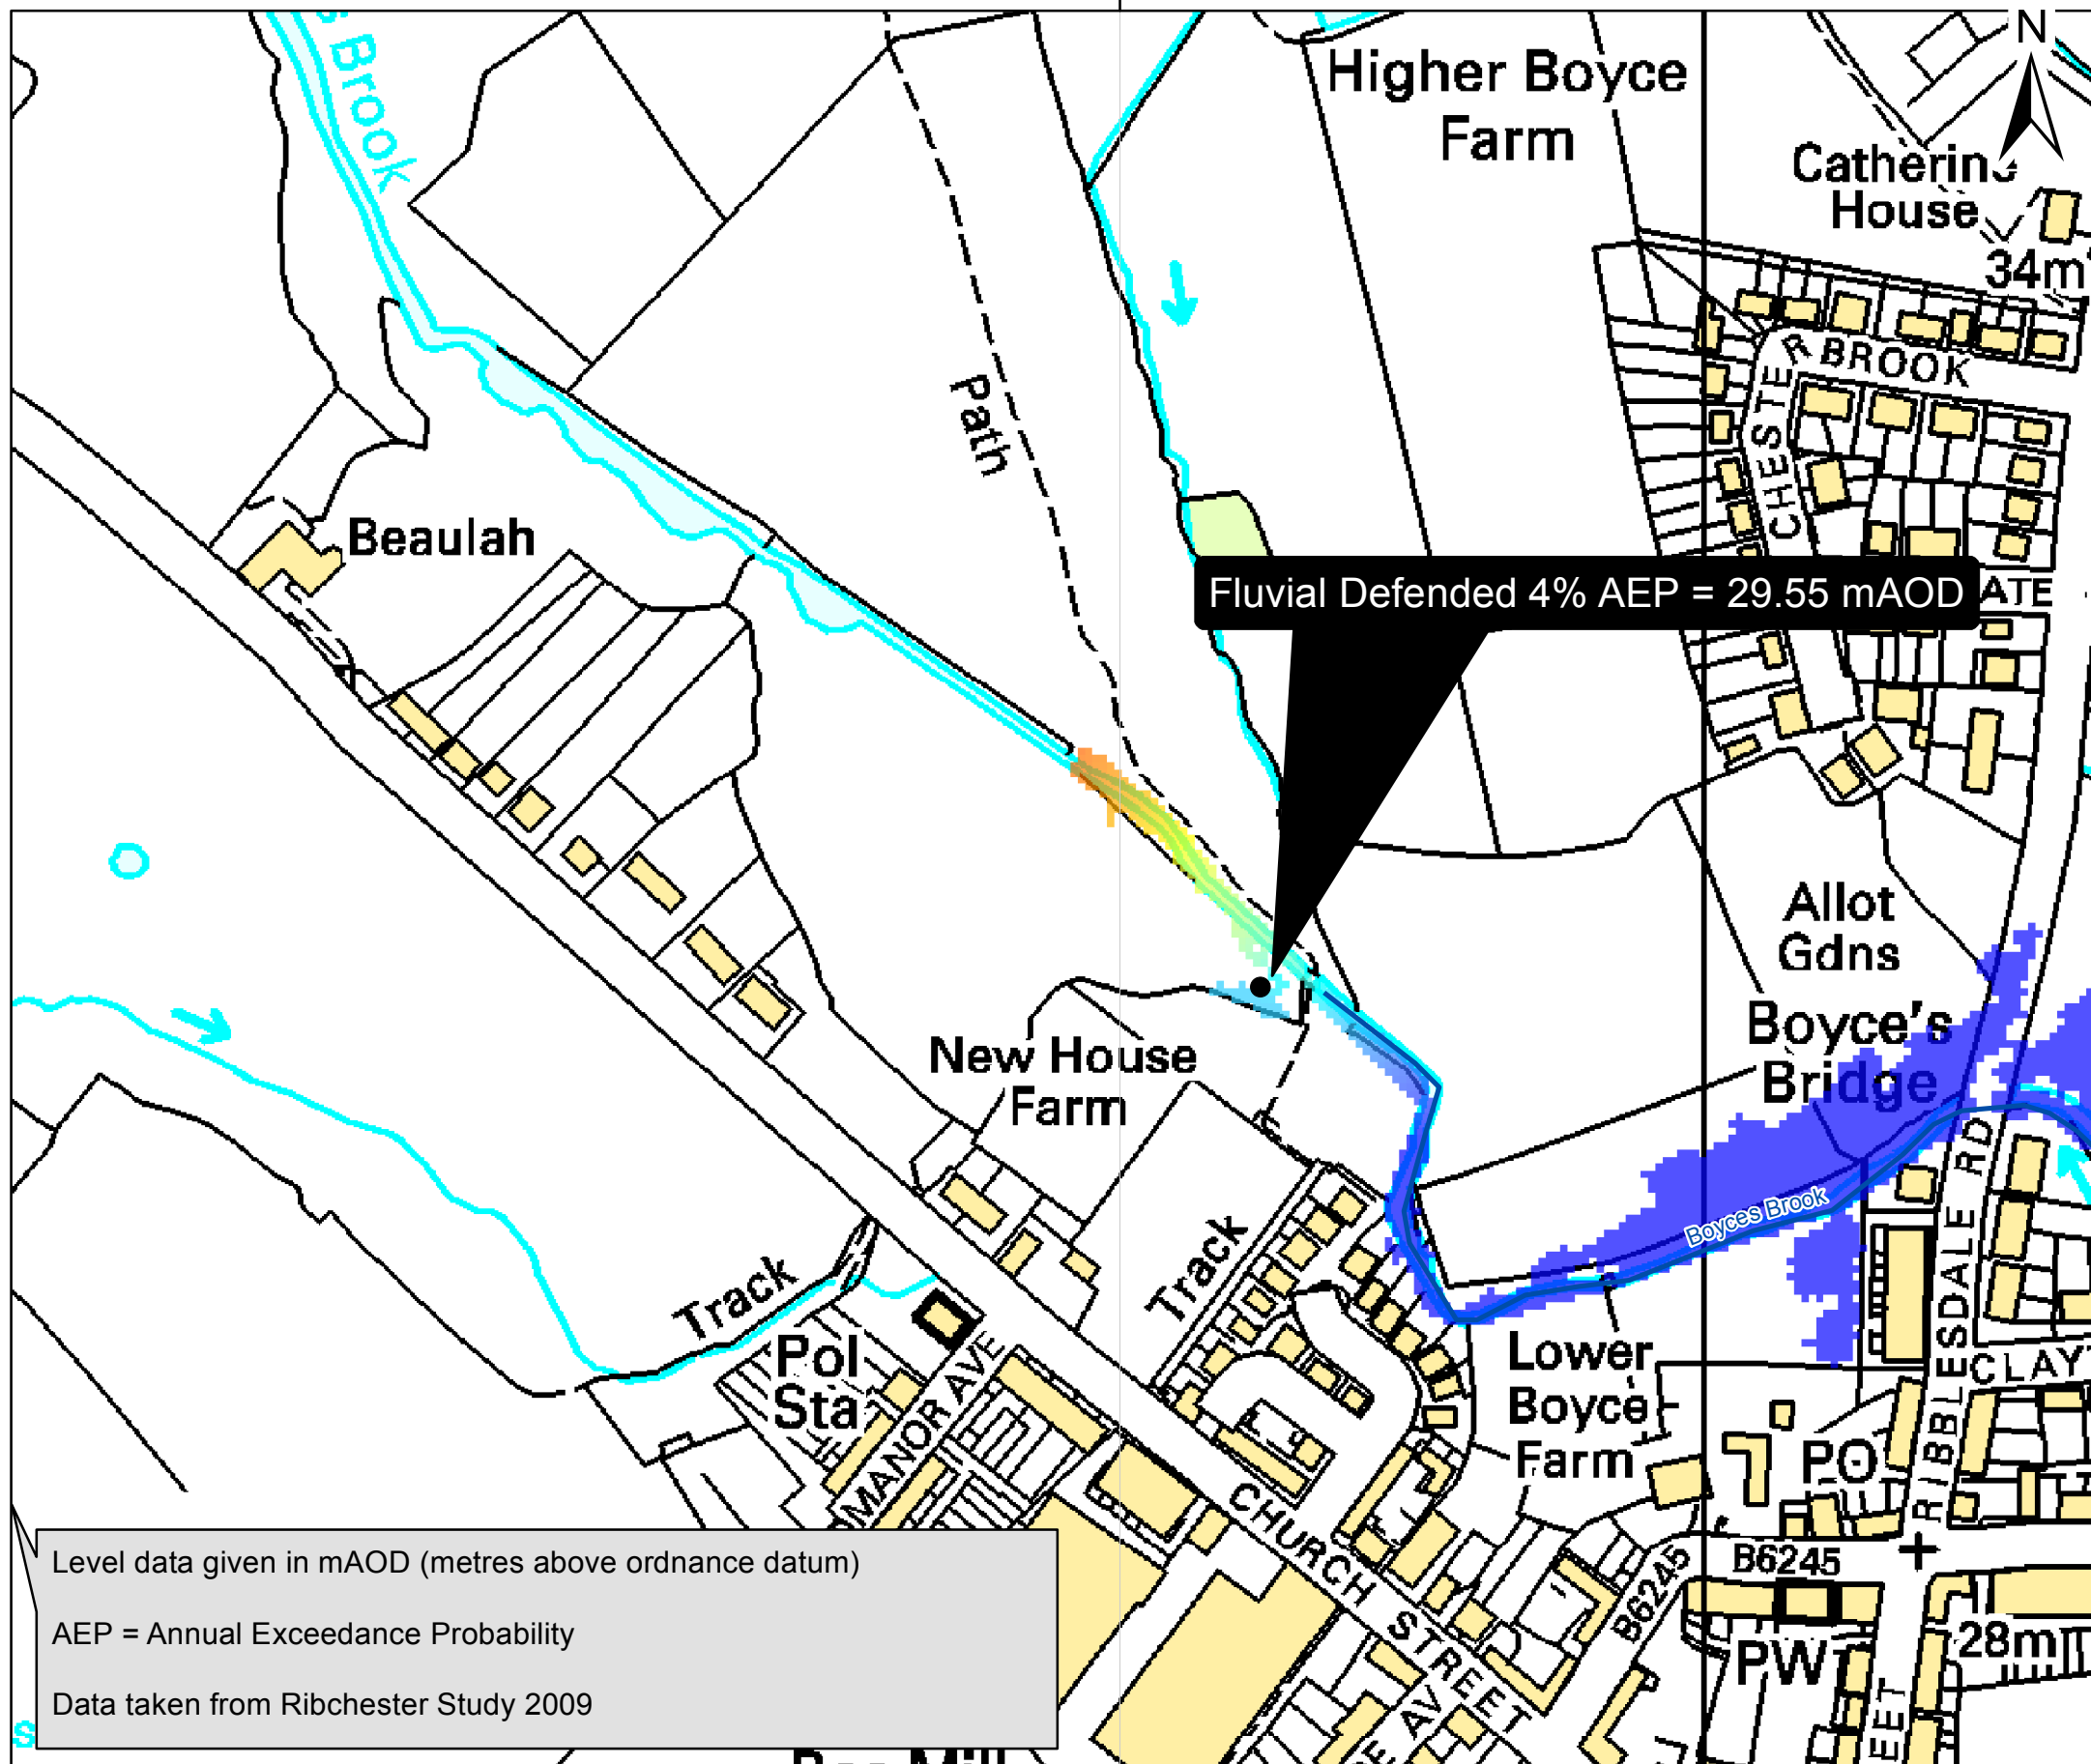 Brook
Higher Boyce
Farm
N
Catherine
House
34m
BROOK
CHESTER
Path
Beaulah
Fluvial Defended 4% AEP = 29.55 mAOD
ATE
Allot
Gdns
Boyce's
Bridge
New House
Farm
Boyces Brook
RIBBLESDALE RD
Track
Track
Pol
Sta
MANOR AVE
Lower
Boyce
Farm
CLAY
PO
CHURCH STREET
B6245
B6245
PW
28m
EET
AV
Level data given in mAOD (metres above ordnance datum)
AEP = Annual Exceedance Probability
Data taken from Ribchester Study 2009